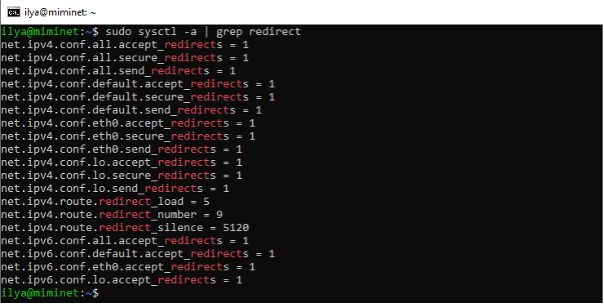 ilya@miminet: ~
ilya@miminet:~$ sudo sysctl -a | grep redirect
net.ipv4.conf.all.accept_redirects = 1
net.ipv4.conf.all.secure_redirects = 1
net.ipv4.conf.all.send_redirects = 1
net.ipv4.conf.default.accept_redirects = 1
net.ipv4.conf.default.secure_redirects = 1
net.ipv4.conf.default.send_redirects = 1
net.ipv4.conf.eth0.accept_redirects = 1
net.ipv4.conf.eth0.secure_redirects = 1
net.ipv4.conf.eth0.send_redirects = 1
net.ipv4.conf.lo.accept_redirects = 1
net.ipv4.conf.lo.secure_redirects = 1
net.ipv4.conf.lo.send_redirects = 1
net.ipv4.route.redirect_load = 5
net.ipv4.route.redirect_number = 9
net.ipv4.route.redirect_silence = 5120
net.ipv6.conf.all.accept_redirects = 1
net.ipv6.conf.default.accept_redirects = 1
net.ipv6.conf.eth0.accept_redirects = 1
net.ipv6.conf.lo.accept_redirects = 1
ilya@miminet:~$